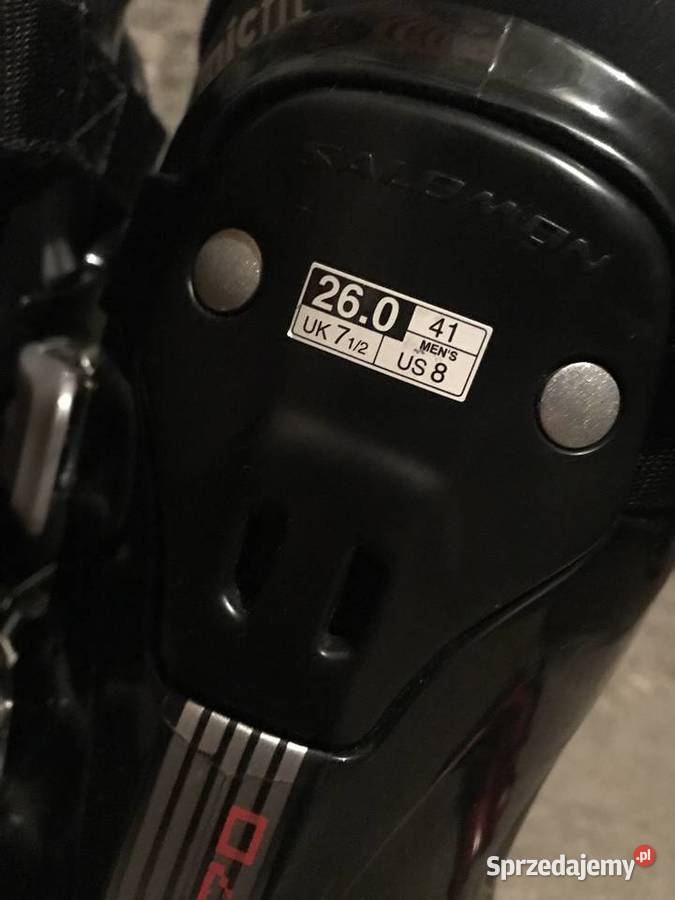 SALOMON
26.0
41
UK 7 1/2
MEN'S
US 8
Sprzedajemy.pl